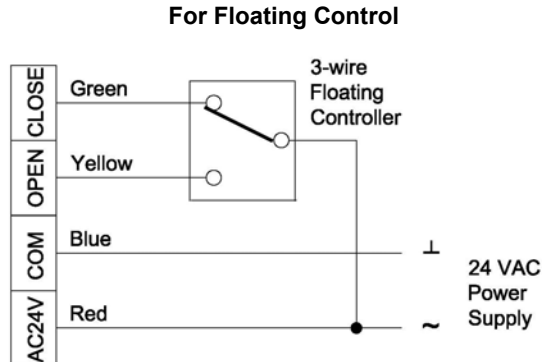 For Floating Control
CLOSE
Green
3-wire
Floating
Controller
OPEN
Yellow
COM
Blue
⊥
24 VAC
Power
Supply
AC24V
Red
~